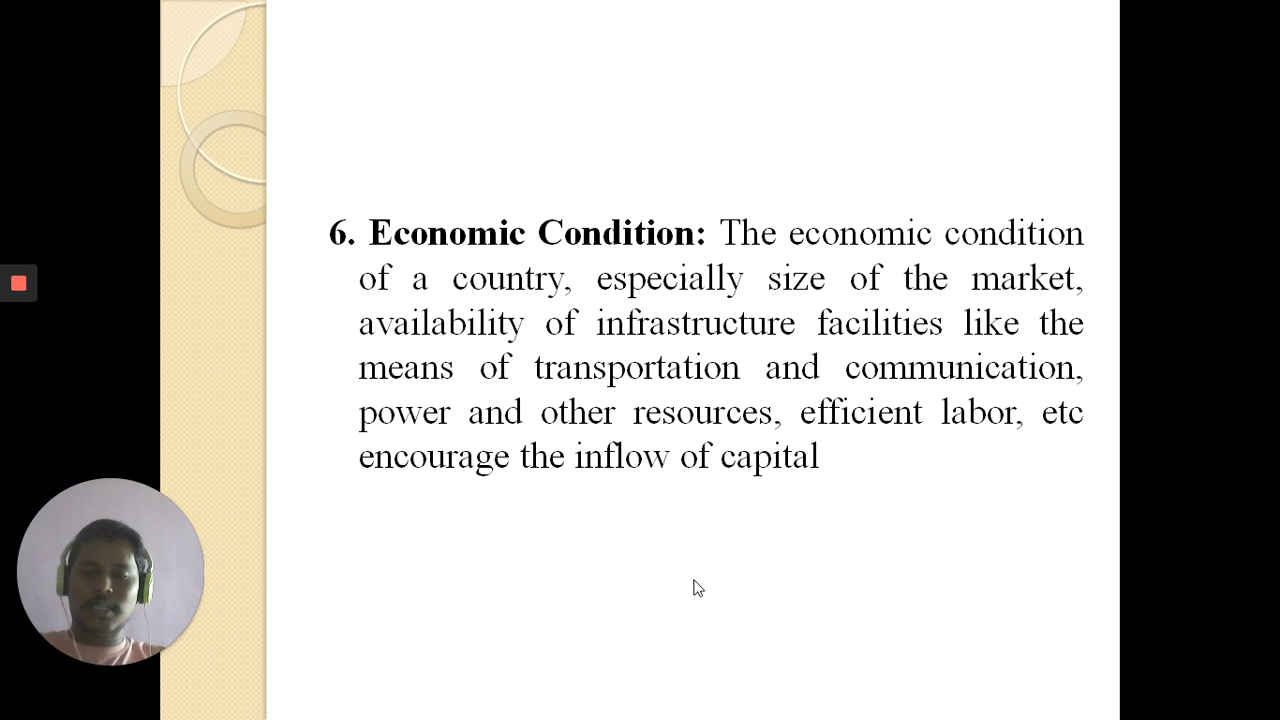 6. Economic Condition: The economic condition
of a country, especially size of the market,
availability of infrastructure facilities like the
means of transportation and communication,
power and other resources, efficient labor, etc
encourage the inflow of capital